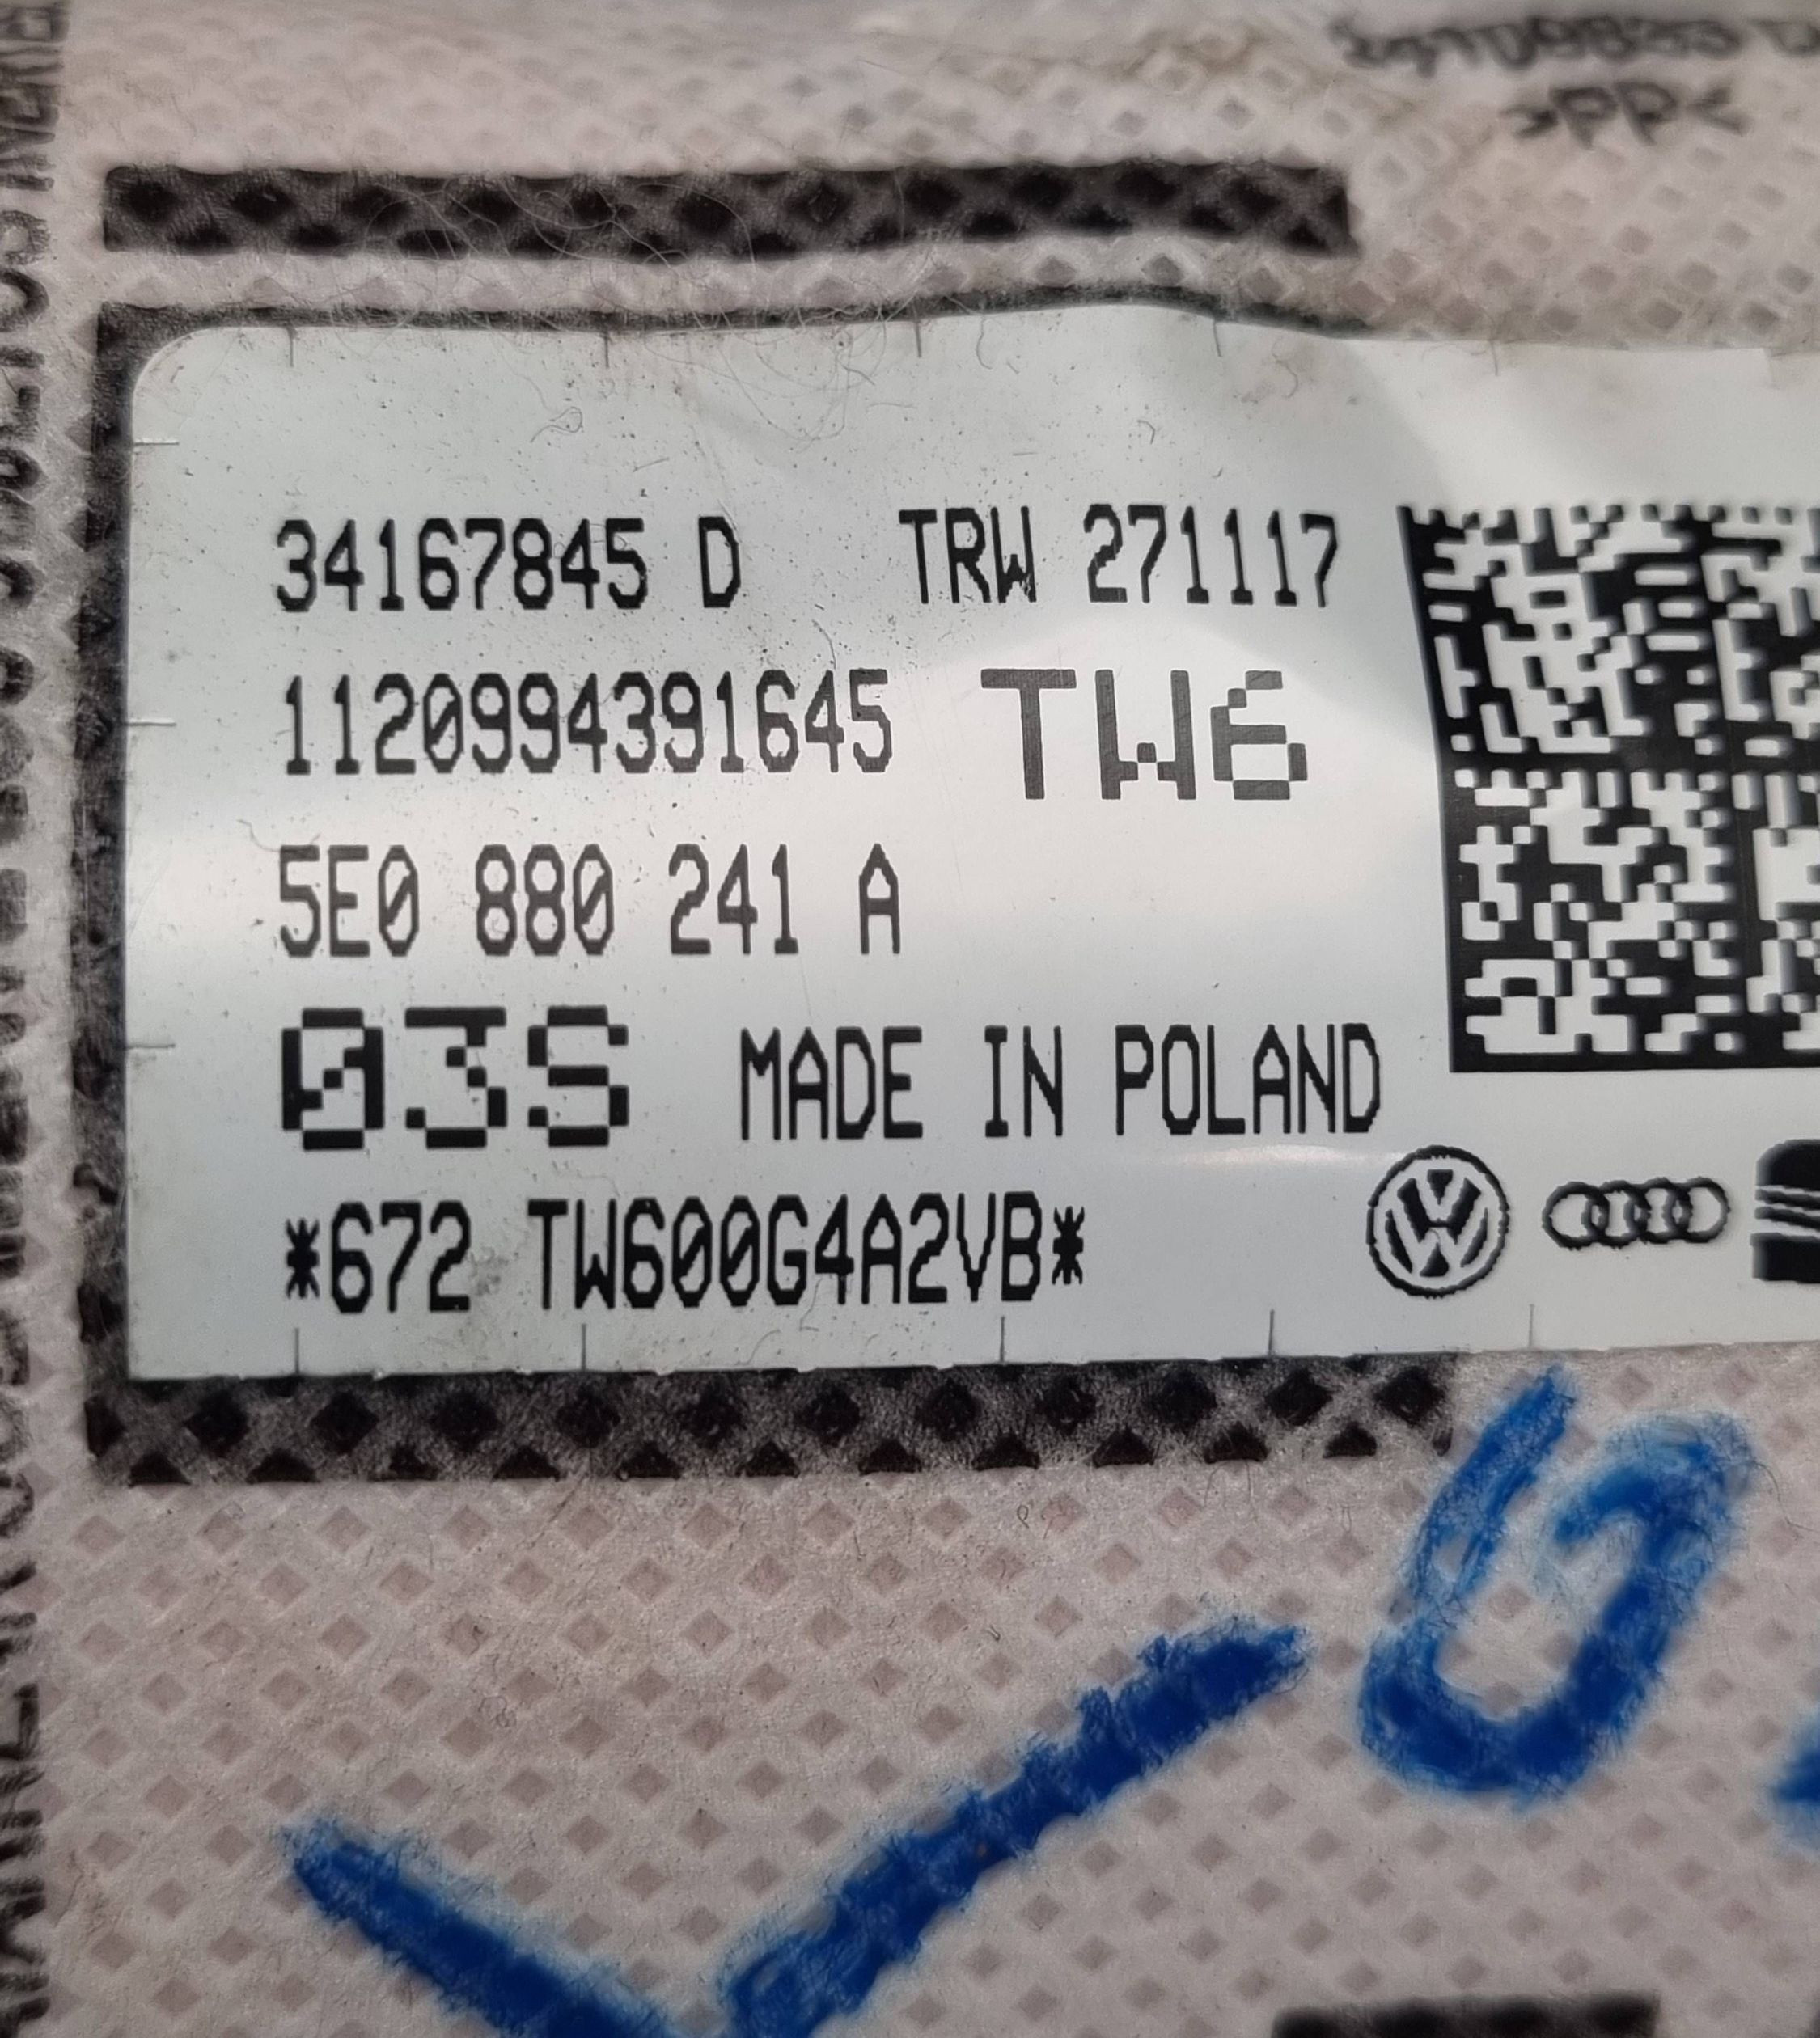 >PP<
34167845 D TRW 271117
1120994391645 TW6
5E0 880 241 A
03S MADE IN POLAND
*672 TW600G4A2VB*